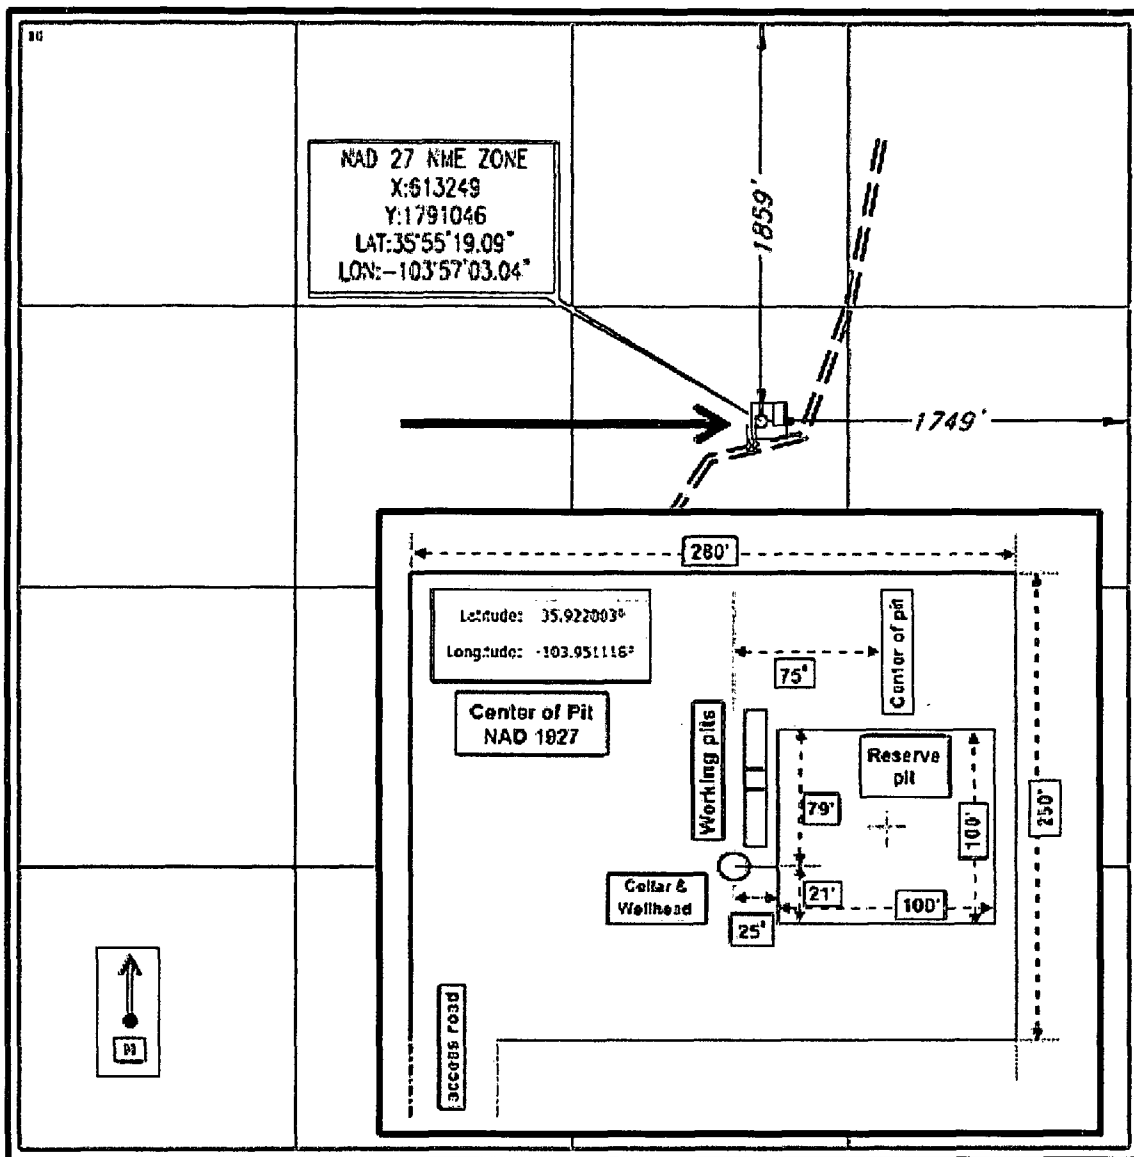 30
NAD 27 NME ZONE
X:613249
Y:1791046
LAT:35°55'19.09"
LON:-103°57'03.04"
1859'
1749'
280'
Latitude: 35.922003°
Longitude: -103.951116°
Center of Pit
NAD 1927
75'
Center of pit
Working pits
Reserve
pit
79'
100'
250'
Cellar &
Wellhead
21'
100'
25'
access road
N